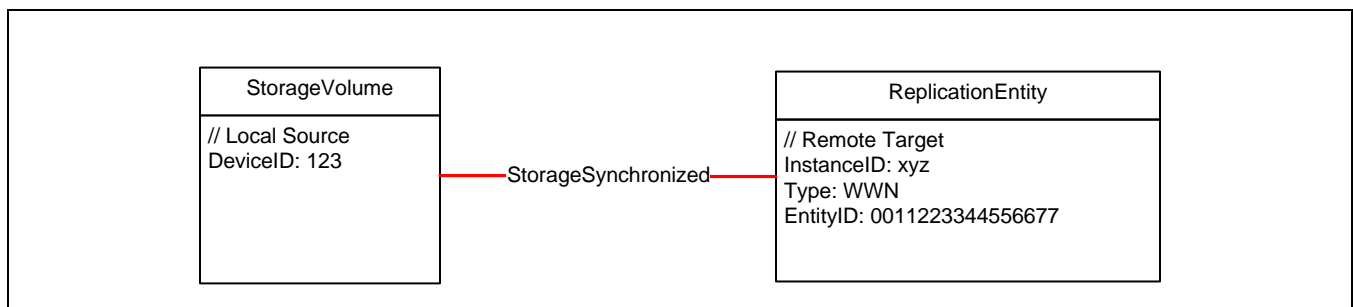 StorageVolume
// Local Source
DeviceID: 123
StorageSynchronized
ReplicationEntity
// Remote Target
InstanceID: xyz
Type: WWN
EntityID: 0011223344556677